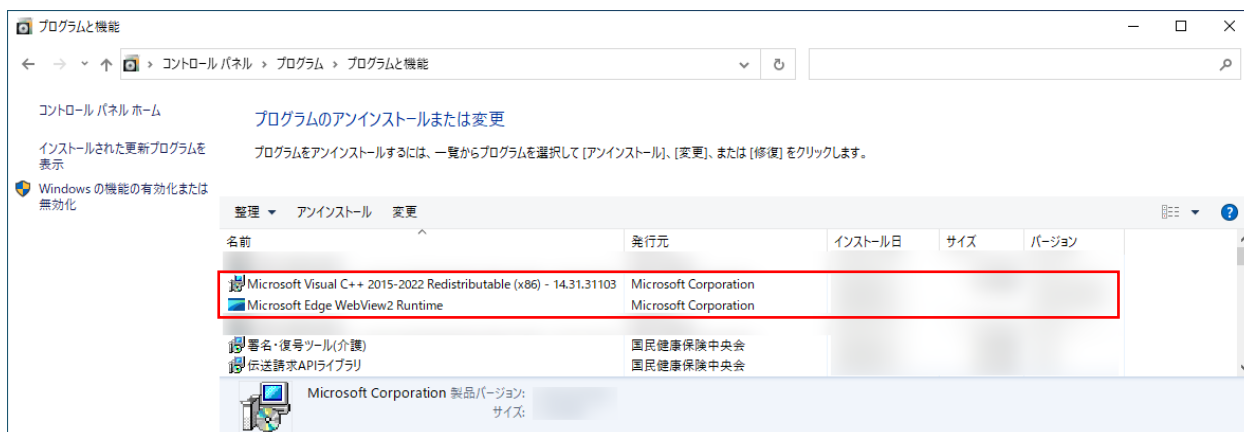 プログラムと機能
コントロール パネル › プログラム › プログラムと機能
コントロール パネル ホーム
インストールされた更新プログラムを
表示
Windows の機能の有効化または
無効化
プログラムのアンインストールまたは変更
プログラムをアンインストールするには、一覧からプログラムを選択して [アンインストール]、[変更]、または [修復] をクリックします。
整理 アンインストール 変更
名前 発行元 インストール日 サイズ バージョン
Microsoft Visual C++ 2015-2022 Redistributable (x86) - 14.31.31103 Microsoft Corporation
Microsoft Edge WebView2 Runtime Microsoft Corporation
署名・復号ツール(介護) 国民健康保険中央会
伝送請求APIライブラリ 国民健康保険中央会
Microsoft Corporation 製品バージョン:
サイズ: